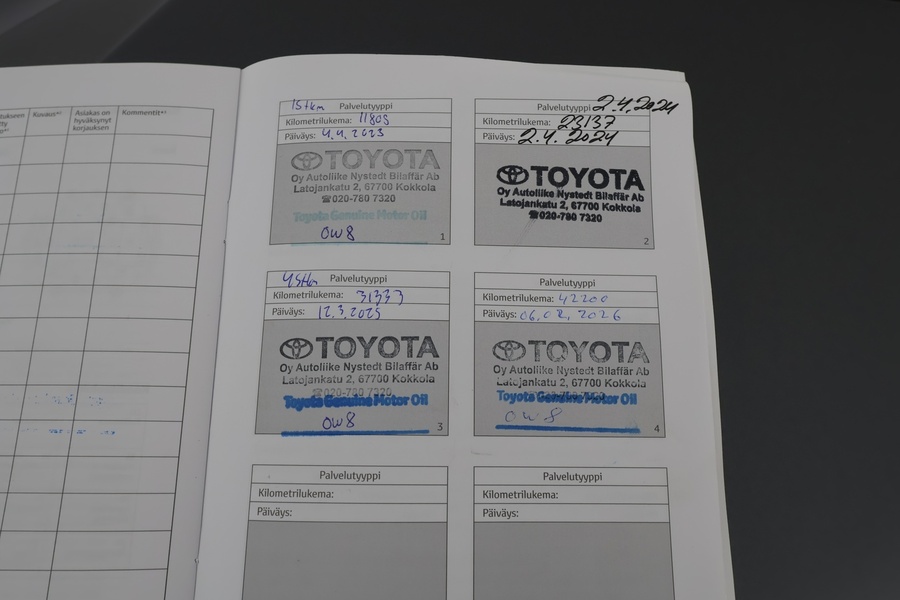 Kuvaus*⁾
Asiakas on
hyväksynyt
korjauksen
Kommentit*⁾
15tkm Palvelutyyppi
Kilometrilukema: 11805
Päiväys: 4.4.2023
TOYOTA
Oy Autoliike Nystedt Bilaffär Ab
Latojankatu 2, 67700 Kokkola
☎020-780 7320
Toyota Genuine Motor Oil
0W8
1
Palvelutyyppi 2.4.2024
Kilometrilukema: 23137
Päiväys: 2.4.2024
TOYOTA
Oy Autoliike Nystedt Bilaffär Ab
Latojankatu 2, 67700 Kokkola
☎020-780 7320
2
45tkm Palvelutyyppi
Kilometrilukema: 31333
Päiväys: 12.3.2025
TOYOTA
Oy Autoliike Nystedt Bilaffär Ab
Latojankatu 2, 67700 Kokkola
☎020-780 7320
Toyota Genuine Motor Oil
0W8
3
Palvelutyyppi
Kilometrilukema: 42200
Päiväys: 06.02.2026
TOYOTA
Oy Autoliike Nystedt Bilaffär Ab
Latojankatu 2, 67700 Kokkola
Toyota Genuine Motor Oil
0W8
4
Palvelutyyppi
Kilometrilukema:
Päiväys:
Palvelutyyppi
Kilometrilukema:
Päiväys: